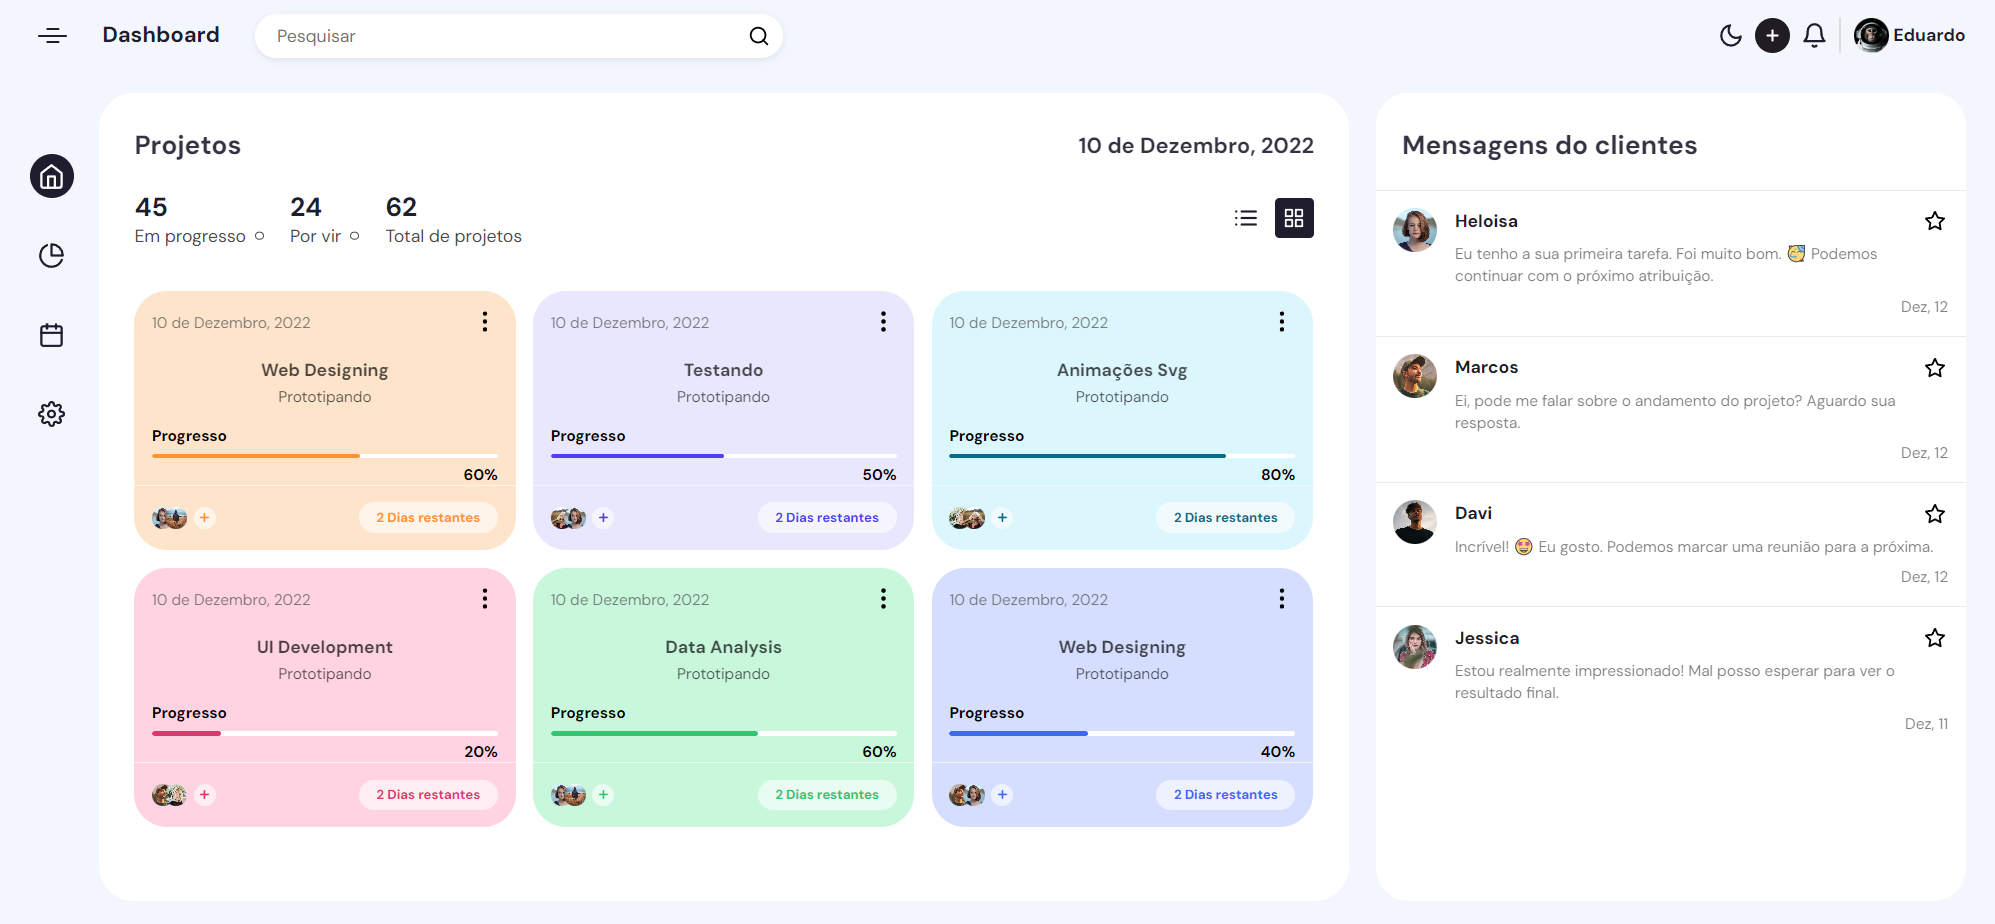 Dashboard
Pesquisar
Eduardo
Projetos
10 de Dezembro, 2022
45
Em progresso
24
Por vir
62
Total de projetos
10 de Dezembro, 2022
Web Designing
Prototipando
Progresso
60%
+
2 Dias restantes
10 de Dezembro, 2022
Testando
Prototipando
Progresso
50%
+
2 Dias restantes
10 de Dezembro, 2022
Animações Svg
Prototipando
Progresso
80%
+
2 Dias restantes
10 de Dezembro, 2022
UI Development
Prototipando
Progresso
20%
+
2 Dias restantes
10 de Dezembro, 2022
Data Analysis
Prototipando
Progresso
60%
+
2 Dias restantes
10 de Dezembro, 2022
Web Designing
Prototipando
Progresso
40%
+
2 Dias restantes
Mensagens do clientes
Heloisa
Eu tenho a sua primeira tarefa. Foi muito bom. 🥳 Podemos
continuar com o próximo atribuição.
Dez, 12
Marcos
Ei, pode me falar sobre o andamento do projeto? Aguardo sua
resposta.
Dez, 12
Davi
Incrível! 🤩 Eu gosto. Podemos marcar uma reunião para a próxima.
Dez, 12
Jessica
Estou realmente impressionado! Mal posso esperar para ver o
resultado final.
Dez, 11